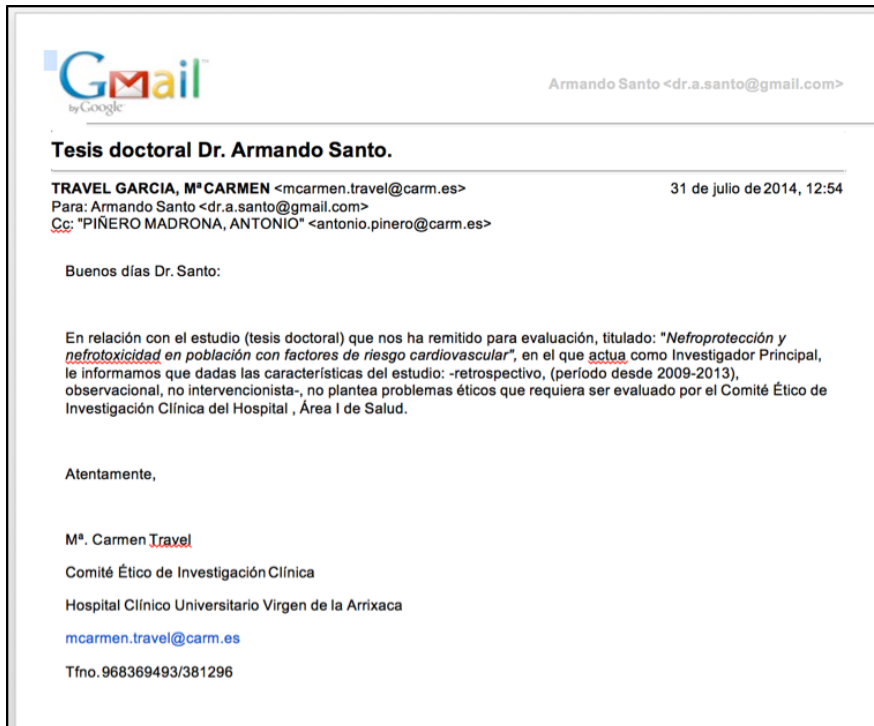 Gmail
by Google
Armando Santo <dr.a.santo@gmail.com>
Tesis doctoral Dr. Armando Santo.
TRAVEL GARCIA, MªCARMEN <mcarmen.travel@carm.es> 31 de julio de 2014, 12:54
Para: Armando Santo <dr.a.santo@gmail.com>
Cc: "PIÑERO MADRONA, ANTONIO" <antonio.pinero@carm.es>
Buenos días Dr. Santo:
En relación con el estudio (tesis doctoral) que nos ha remitido para evaluación, titulado: "Nefroprotección y
nefrotoxicidad en población con factores de riesgo cardiovascular", en el que actua como Investigador Principal,
le informamos que dadas las características del estudio: -retrospectivo, (período desde 2009-2013),
observacional, no intervencionista-, no plantea problemas éticos que requiera ser evaluado por el Comité Ético de
Investigación Clínica del Hospital , Área I de Salud.
Atentamente,
Mª. Carmen Travel
Comité Ético de Investigación Clínica
Hospital Clínico Universitario Virgen de la Arrixaca
mcarmen.travel@carm.es
Tfno. 968369493/381296